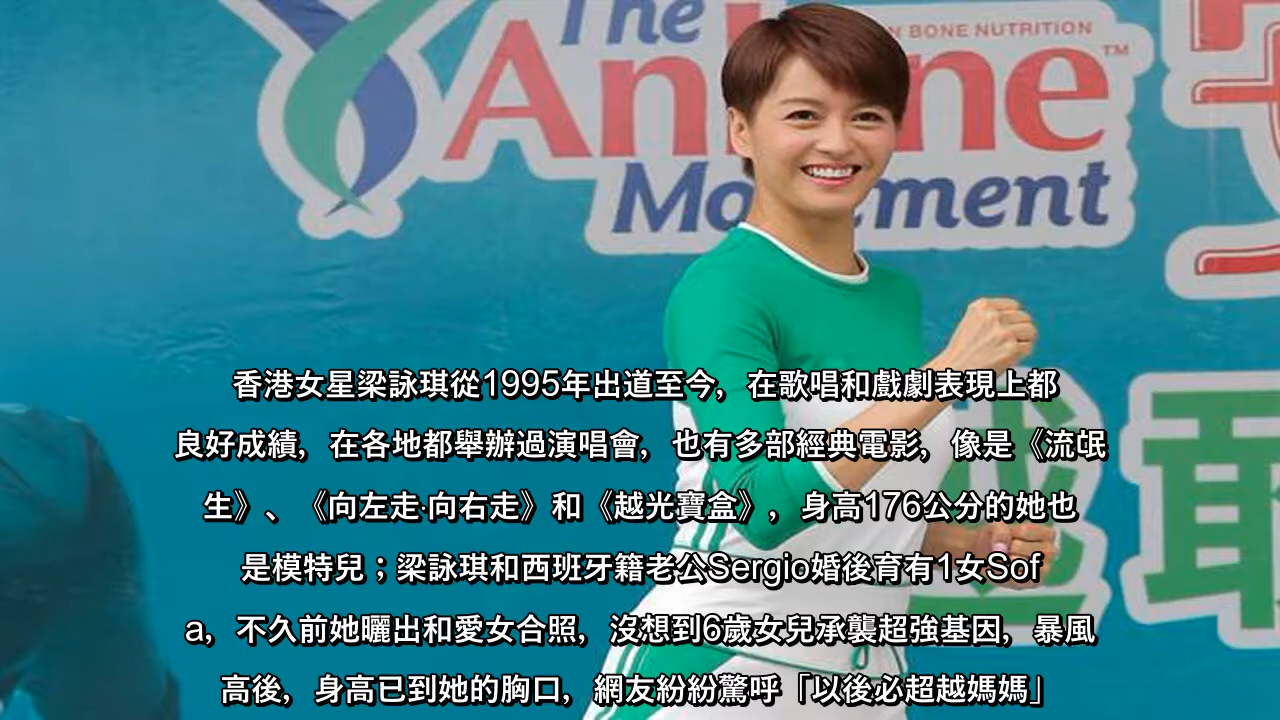 The
N BONE NUTRITION
An ne™
Mo ement
香港女星梁詠琪從1995年出道至今，在歌唱和戲劇表現上都
良好成績，在各地都舉辦過演唱會，也有多部經典電影，像是《流氓
生》、《向左走‧向右走》和《越光寶盒》，身高176公分的她也
是模特兒；梁詠琪和西班牙籍老公Sergio婚後育有1女Sof
a，不久前她曬出和愛女合照，沒想到6歲女兒承襲超強基因，暴風
高後，身高已到她的胸口，網友紛紛驚呼「以後必超越媽媽」